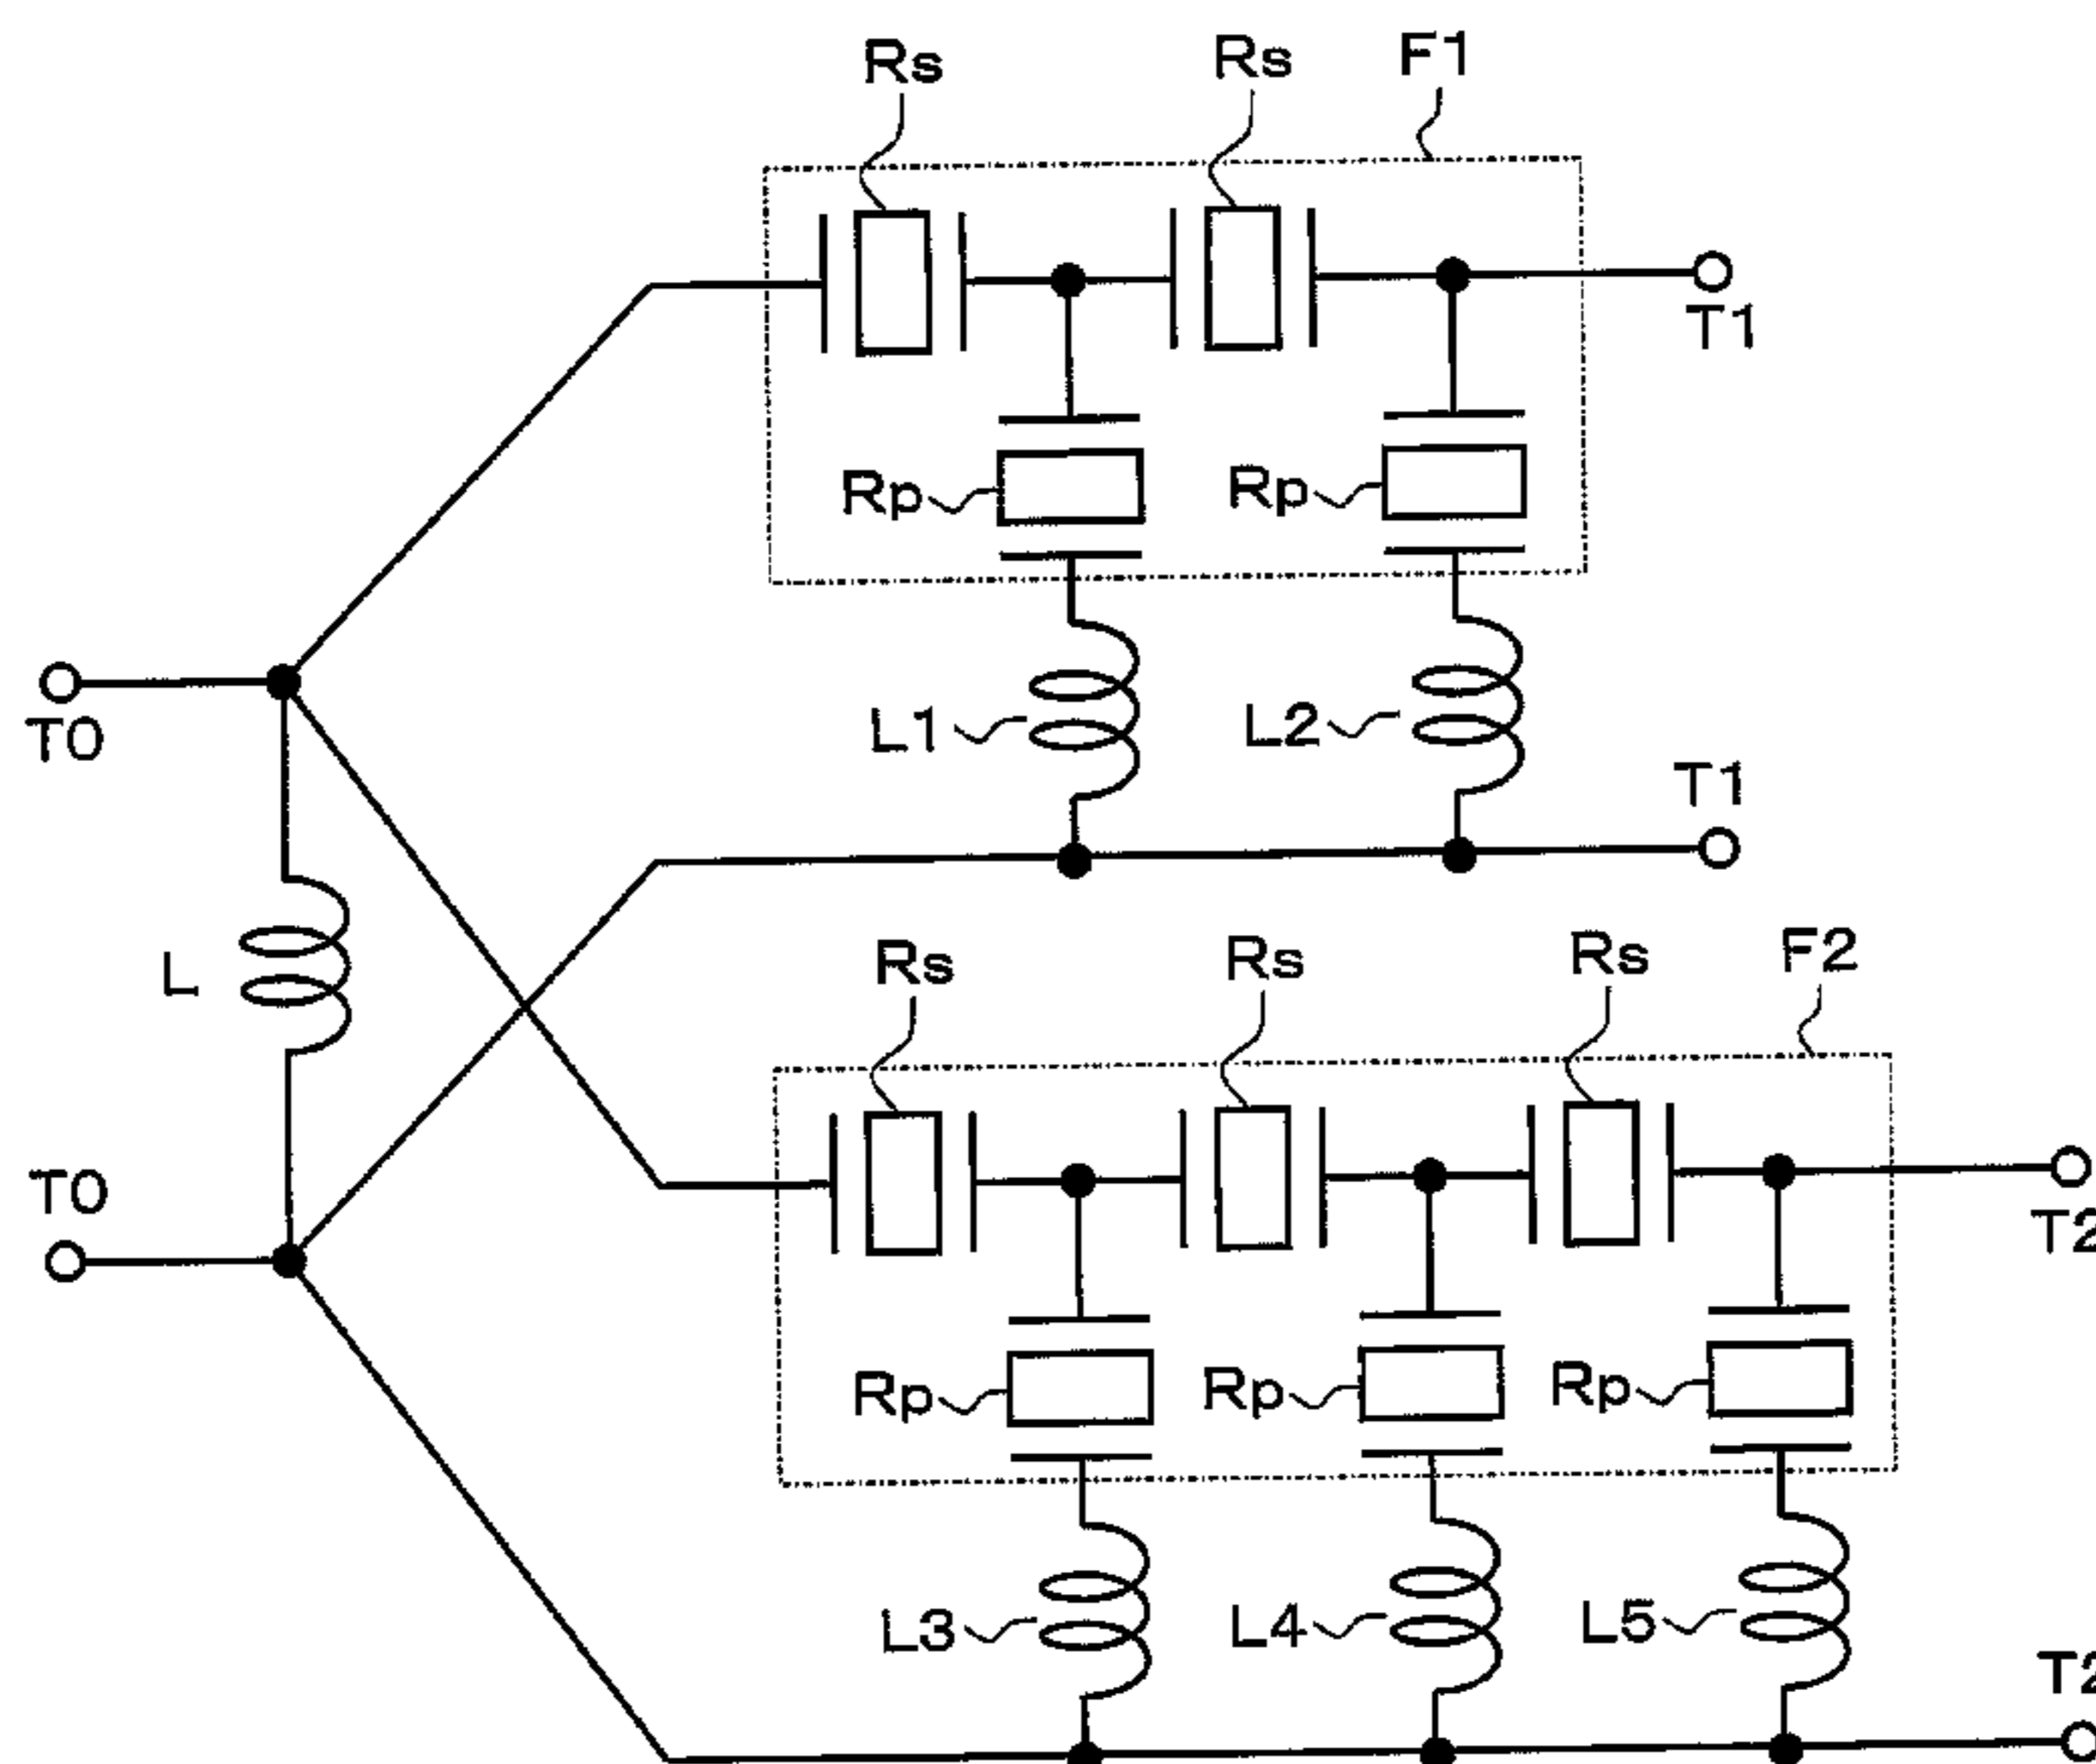 Rs Rs F1
T1
Rp Rp
T0
L1 L2
T1
L
Rs Rs Rs F2
T0
T2
Rp Rp Rp
L3 L4 L5
T2